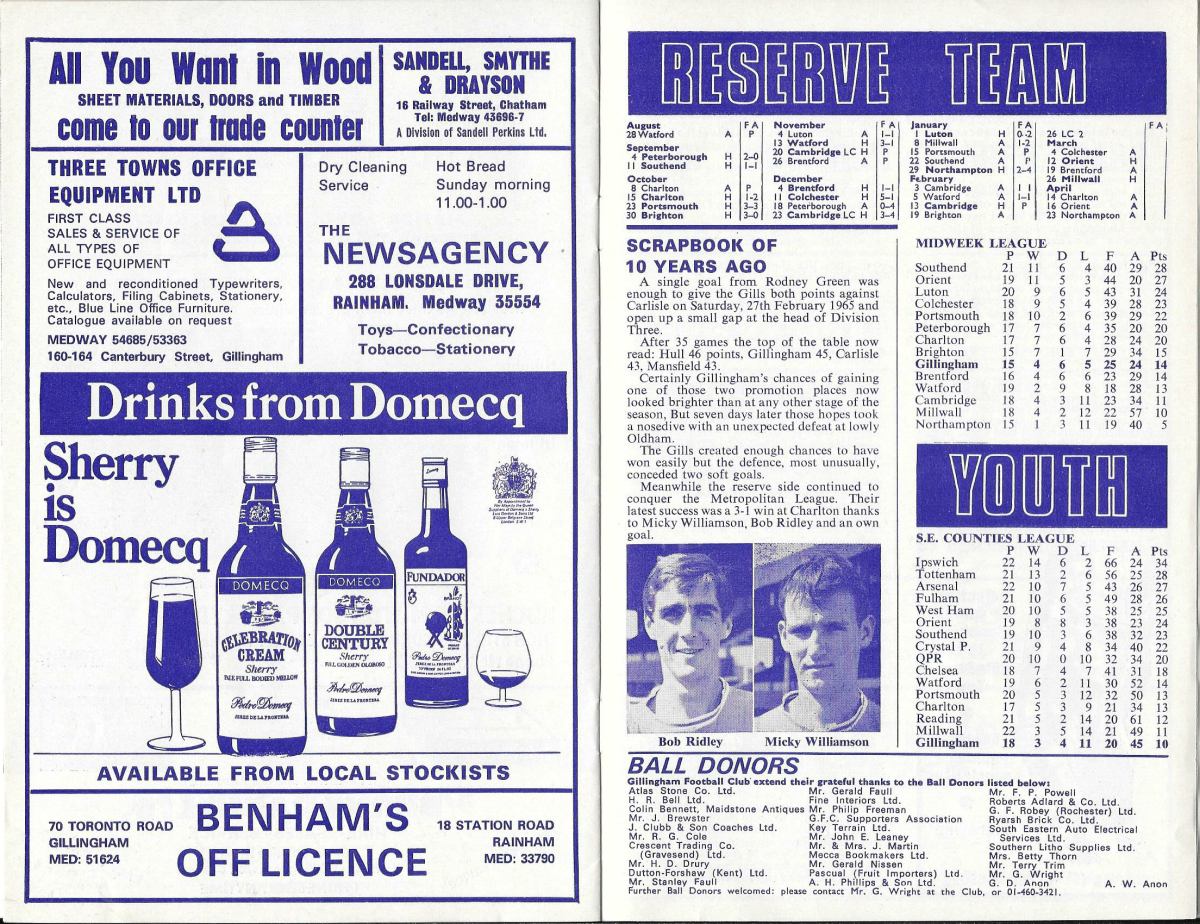 All You Want in Wood
SHEET MATERIALS, DOORS and TIMBER
come to our trade counter
SANDELL, SMYTHE
& DRAYSON
16 Railway Street, Chatham
Tel: Medway 43696-7
A Division of Sandell Perkins Ltd.
THREE TOWNS OFFICE
EQUIPMENT LTD
FIRST CLASS
SALES & SERVICE OF
ALL TYPES OF
OFFICE EQUIPMENT
New and reconditioned Typewriters,
Calculators, Filing Cabinets, Stationery,
etc., Blue Line Office Furniture.
Catalogue available on request
MEDWAY 54685/53363
160-164 Canterbury Street, Gillingham
Dry Cleaning Hot Bread
Service Sunday morning
11.00-1.00
THE
NEWSAGENCY
288 LONSDALE DRIVE,
RAINHAM. Medway 35554
Toys—Confectionary
Tobacco—Stationery
Drinks from Domecq
Sherry
is
Domecq
DOMECQ
CELEBRATION
CREAM
Sherry
PALE FULL BODIED MELLOW
Pedro Domecq
JEREZ DE LA FRONTERA
DOMECQ
DOUBLE
CENTURY
Sherry
FULL GOLDEN OLOROSO
Pedro Domecq
JEREZ DE LA FRONTERA
FUNDADOR
Pedro Domecq
JEREZ DE LA FRONTERA
AVAILABLE FROM LOCAL STOCKISTS
70 TORONTO ROAD
GILLINGHAM
MED: 51624
BENHAM'S
OFF LICENCE
18 STATION ROAD
RAINHAM
MED: 33790
RESERVE TEAM
F A
August
28 Watford A P
September
4 Peterborough H 2–0
11 Southend H 1–1
October
8 Charlton A P
15 Charlton H 1-2
23 Portsmouth H 3–3
30 Brighton H 3–0
November F A
4 Luton A 1–1
13 Watford H 3–1
20 Cambridge LC H P
26 Brentford A P
December
4 Brentford H 1–1
11 Colchester H 5–1
18 Peterborough A 0–4
23 Cambridge LC H 3–4
January F A
1 Luton H 0-2
8 Millwall A 1-2
15 Portsmouth A P
22 Southend A P
29 Northampton H 2–4
February
3 Cambridge A 1 1
5 Watford A 1–1
13 Cambridge H P
19 Brighton A
F A
26 LC 2
March
4 Colchester A
12 Orient H
19 Brentford A
26 Millwall H
April
14 Charlton A
16 Orient A
23 Northampton A
SCRAPBOOK OF
10 YEARS AGO
A single goal from Rodney Green was
enough to give the Gills both points against
Carlisle on Saturday, 27th February 1965 and
open up a small gap at the head of Division
Three.
After 35 games the top of the table now
read: Hull 46 points, Gillingham 45, Carlisle
43, Mansfield 43.
Certainly Gillingham's chances of gaining
one of those two promotion places now
looked brighter than at any other stage of the
season, But seven days later those hopes took
a nosedive with an unexpected defeat at lowly
Oldham.
The Gills created enough chances to have
won easily but the defence, most unusually,
conceded two soft goals.
Meanwhile the reserve side continued to
conquer the Metropolitan League. Their
latest success was a 3-1 win at Charlton thanks
to Micky Williamson, Bob Ridley and an own
goal.
Bob Ridley Micky Williamson
MIDWEEK LEAGUE
P W D L F A Pts
Southend 21 11 6 4 40 29 28
Orient 19 11 5 3 44 20 27
Luton 20 9 6 5 43 31 24
Colchester 18 9 5 4 39 28 23
Portsmouth 18 10 2 6 39 29 22
Peterborough 17 7 6 4 35 20 20
Charlton 17 7 6 4 28 24 20
Brighton 15 7 1 7 29 34 15
Gillingham 15 4 6 5 25 24 14
Brentford 16 4 6 6 23 29 14
Watford 19 2 9 8 18 28 13
Cambridge 18 4 3 11 23 34 11
Millwall 18 4 2 12 22 57 10
Northampton 15 1 3 11 19 40 5
YOUTH
S.E. COUNTIES LEAGUE
P W D L F A Pts
Ipswich 22 14 6 2 66 24 34
Tottenham 21 13 2 6 56 25 28
Arsenal 22 10 7 5 43 26 27
Fulham 21 10 6 5 49 28 26
West Ham 20 10 5 5 38 25 25
Orient 19 8 8 3 38 23 24
Southend 19 10 3 6 38 32 23
Crystal P. 21 9 4 8 34 40 22
QPR 20 10 0 10 32 34 20
Chelsea 18 7 4 7 41 31 18
Watford 19 6 2 11 30 52 14
Portsmouth 20 5 3 12 32 50 13
Charlton 17 5 3 9 21 34 13
Reading 21 5 2 14 20 61 12
Millwall 22 3 5 14 21 49 11
Gillingham 18 3 4 11 20 45 10
BALL DONORS
Gillingham Football Club extend their grateful thanks to the Ball Donors listed below:
Atlas Stone Co. Ltd.
H. R. Bell Ltd.
Colin Bennett, Maidstone Antiques
Mr. J. Brewster
J. Clubb & Son Coaches Ltd.
Mr. R. G. Cole
Crescent Trading Co.
(Gravesend) Ltd.
Mr. H. D. Drury
Dutton-Forshaw (Kent) Ltd.
Mr. Stanley Faull
Mr. Gerald Faull
Fine Interiors Ltd.
Mr. Philip Freeman
G.F.C. Supporters Association
Key Terrain Ltd.
Mr. John E. Leaney
Mr. & Mrs. J. Martin
Mecca Bookmakers Ltd.
Mr. Gerald Nissen
Pascual (Fruit Importers) Ltd.
A. H. Phillips & Son Ltd.
Mr. F. P. Powell
Roberts Adlard & Co. Ltd.
G. F. Robey (Rochester) Ltd.
Ryarsh Brick Co. Ltd.
South Eastern Auto Electrical
Services Ltd.
Southern Litho Supplies Ltd.
Mrs. Betty Thorn
Mr. Terry Trim
Mr. G. Wright
G. D. Anon A. W. Anon
Further Ball Donors welcomed: please contact Mr. G. Wright at the Club, or 01-460-3421.